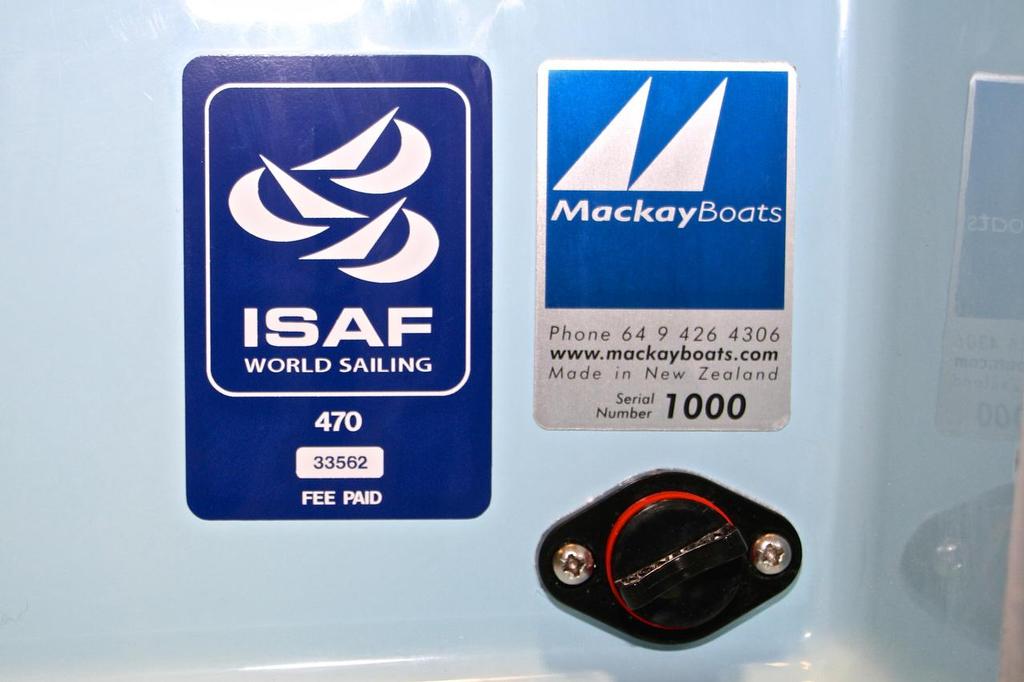 ISAF
WORLD SAILING
470
33562
FEE PAID
MackayBoats
Phone 64 9 426 4306
www.mackayboats.com
Made in New Zealand
Serial
Number 1000